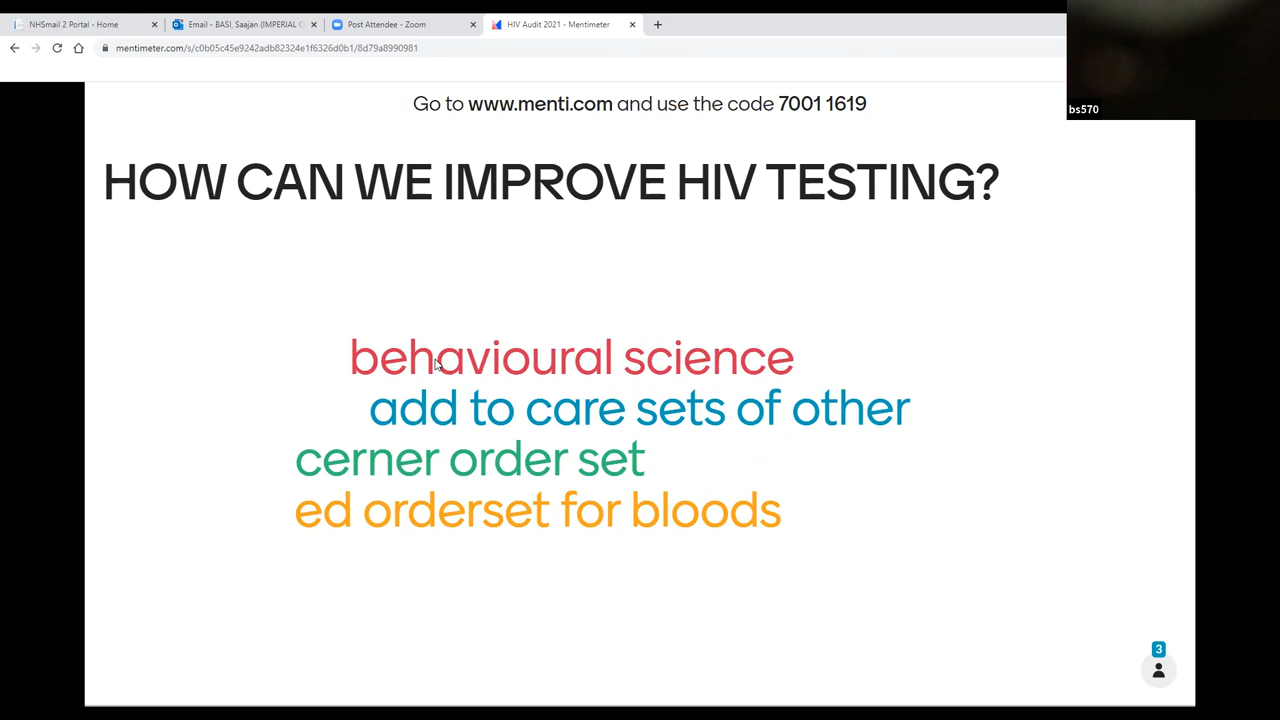 NHSmail 2 Portal - Home
Email - BASI, Saajan (IMPERIAL C
Post Attendee - Zoom
HIV Audit 2021 - Mentimeter
mentimeter.com/s/c0b05c45e9242adb82324e1f6326d0b1/8d79a8990981
bs570
Go to www.menti.com and use the code 7001 1619
HOW CAN WE IMPROVE HIV TESTING?
behavioural science
add to care sets of other
cerner order set
ed orderset for bloods
3